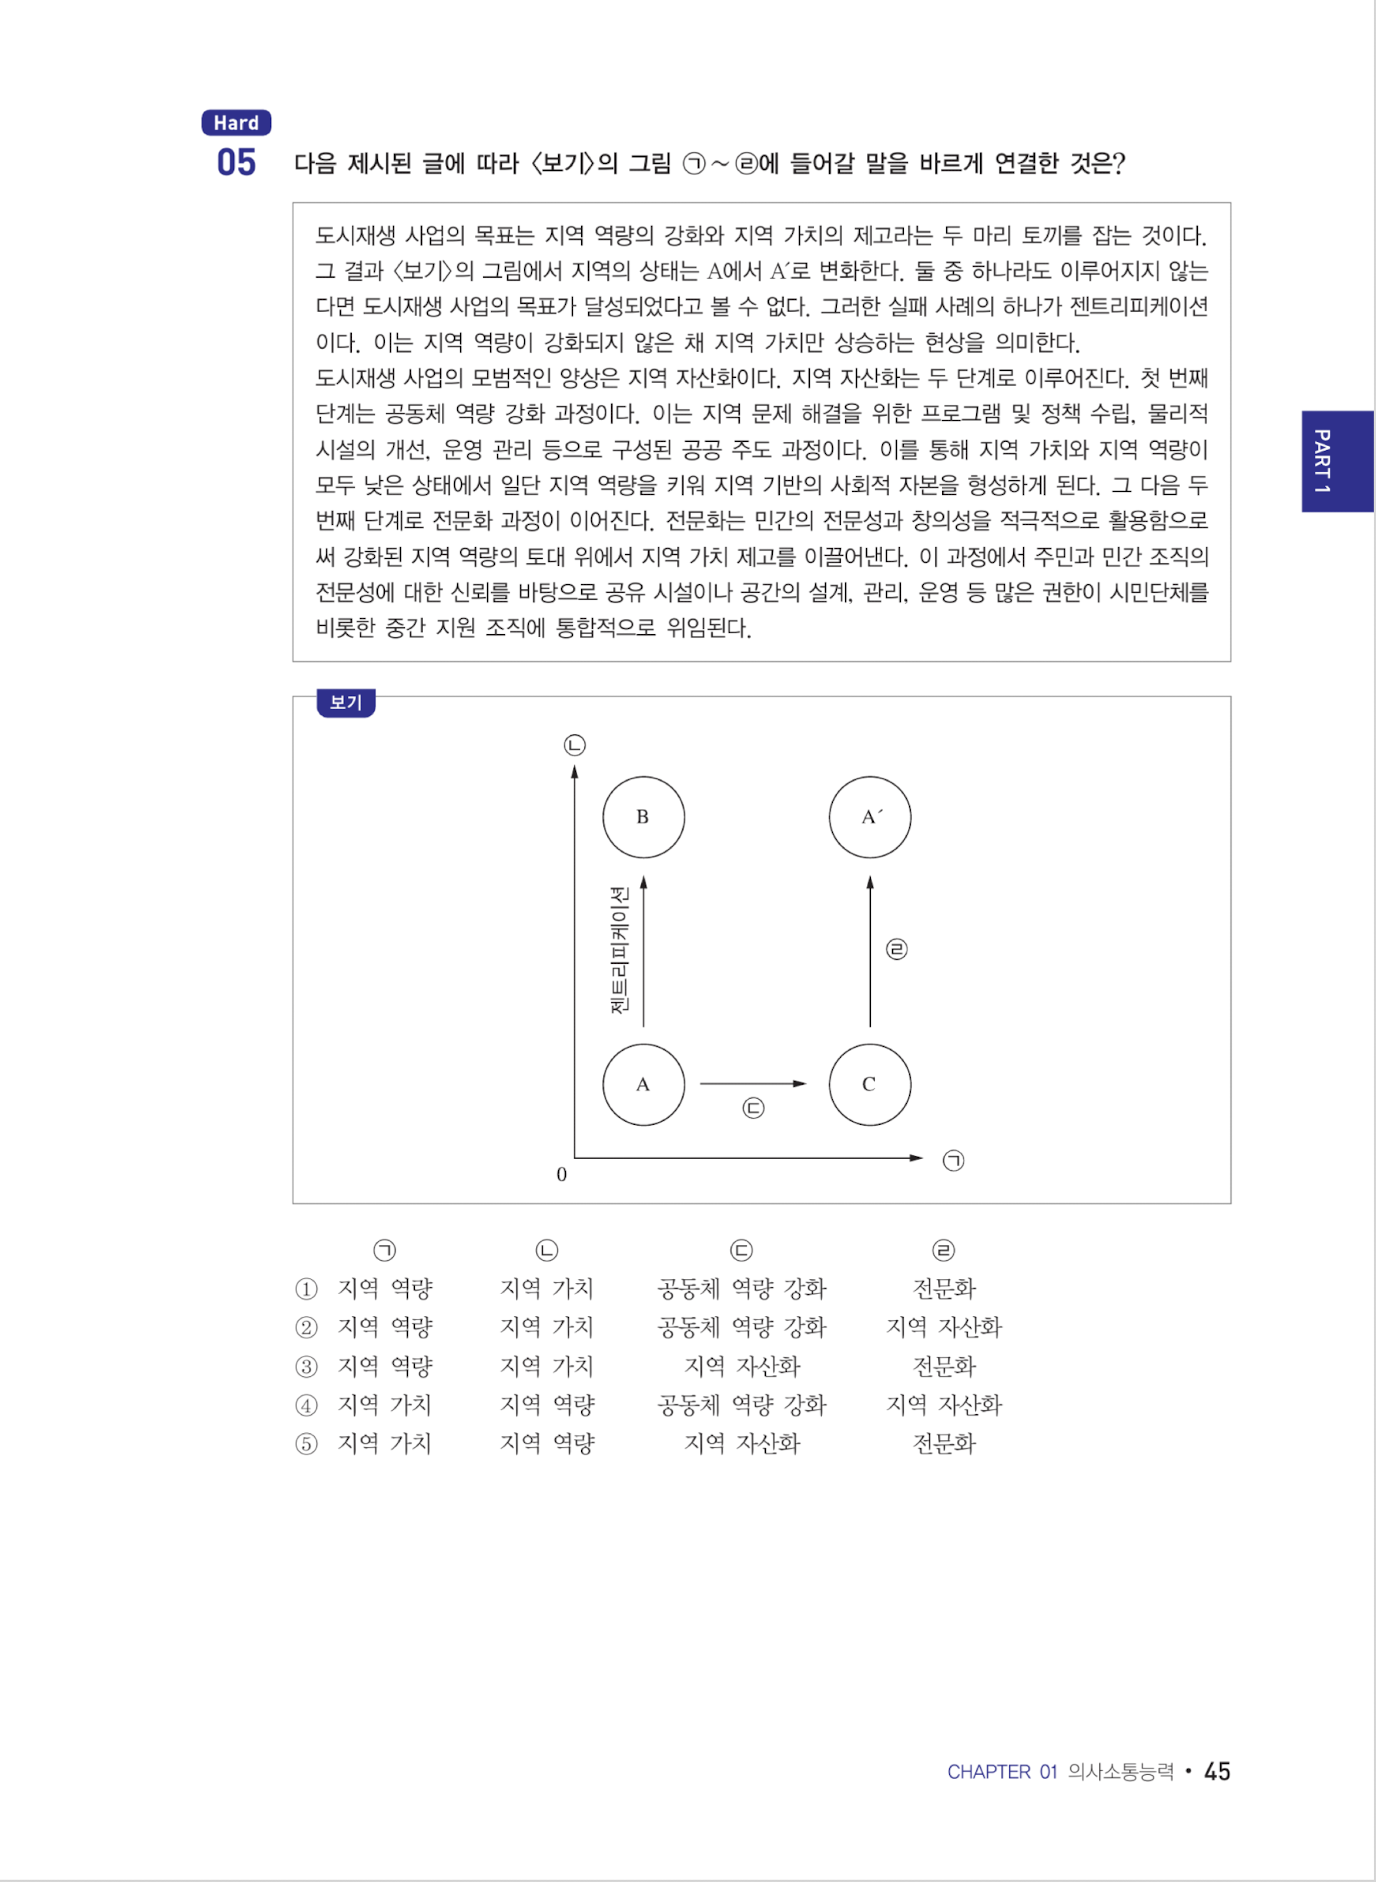 Hard
05 다음 제시된 글에 따라 〈보기〉의 그림 ㉠~㉣에 들어갈 말을 바르게 연결한 것은?
도시재생 사업의 목표는 지역 역량의 강화와 지역 가치의 제고라는 두 마리 토끼를 잡는 것이다.
그 결과 〈보기〉의 그림에서 지역의 상태는 A에서 A´로 변화한다. 둘 중 하나라도 이루어지지 않는
다면 도시재생 사업의 목표가 달성되었다고 볼 수 없다. 그러한 실패 사례의 하나가 젠트리피케이션
이다. 이는 지역 역량이 강화되지 않은 채 지역 가치만 상승하는 현상을 의미한다.
도시재생 사업의 모범적인 양상은 지역 자산화이다. 지역 자산화는 두 단계로 이루어진다. 첫 번째
단계는 공동체 역량 강화 과정이다. 이는 지역 문제 해결을 위한 프로그램 및 정책 수립, 물리적
시설의 개선, 운영 관리 등으로 구성된 공공 주도 과정이다. 이를 통해 지역 가치와 지역 역량이
모두 낮은 상태에서 일단 지역 역량을 키워 지역 기반의 사회적 자본을 형성하게 된다. 그 다음 두
번째 단계로 전문화 과정이 이어진다. 전문화는 민간의 전문성과 창의성을 적극적으로 활용함으로
써 강화된 지역 역량의 토대 위에서 지역 가치 제고를 이끌어낸다. 이 과정에서 주민과 민간 조직의
전문성에 대한 신뢰를 바탕으로 공유 시설이나 공간의 설계, 관리, 운영 등 많은 권한이 시민단체를
비롯한 중간 지원 조직에 통합적으로 위임된다.
PART 1
보기
㉡
B A´
젠트리피케이션
㉣
A C
㉢
㉠
0
㉠ ㉡ ㉢ ㉣
① 지역 역량 지역 가치 공동체 역량 강화 전문화
② 지역 역량 지역 가치 공동체 역량 강화 지역 자산화
③ 지역 역량 지역 가치 지역 자산화 전문화
④ 지역 가치 지역 역량 공동체 역량 강화 지역 자산화
⑤ 지역 가치 지역 역량 지역 자산화 전문화
CHAPTER 01 의사소통능력 • 45